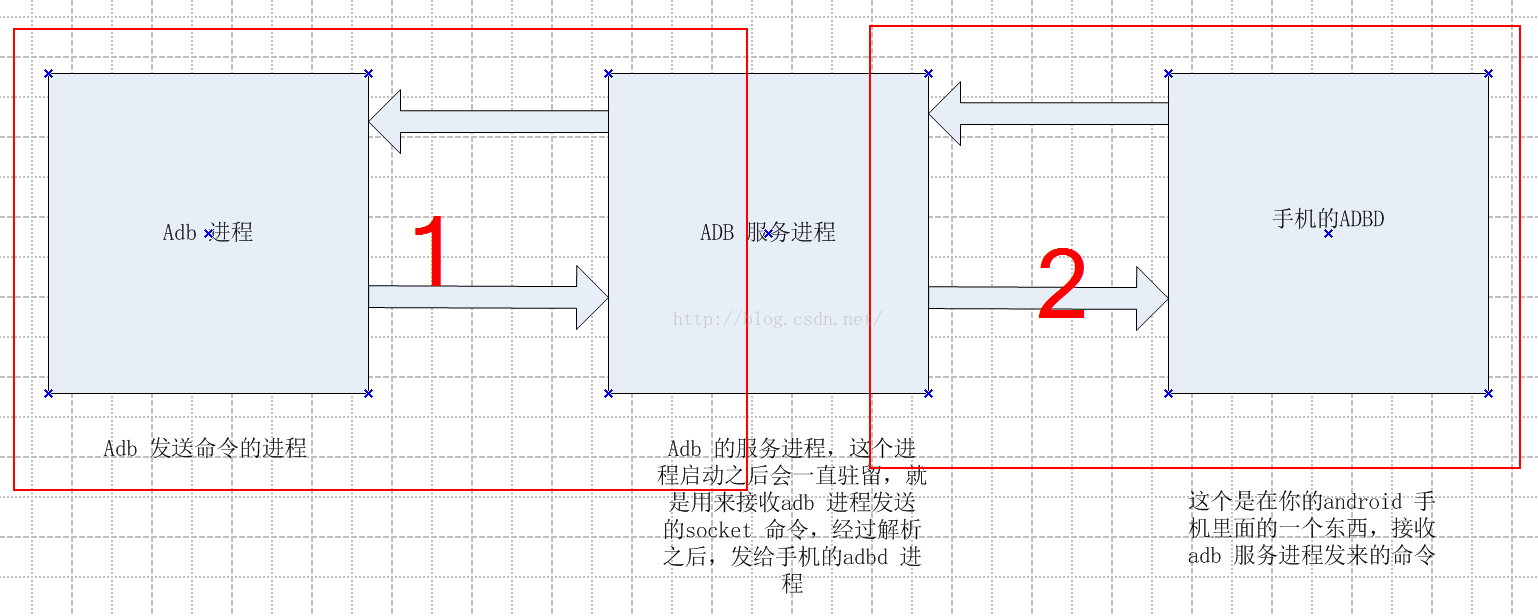 Adb 进程
ADB 服务进程
手机的ADBD
1
2
http://blog.csdn.net/
Adb 发送命令的进程
Adb 的服务进程，这个进
程启动之后会一直驻留，就
是用来接收adb 进程发送
的socket 命令，经过解析
之后，发给手机的adbd 进
程
这个是在你的android 手
机里面的一个东西，接收
adb 服务进程发来的命令